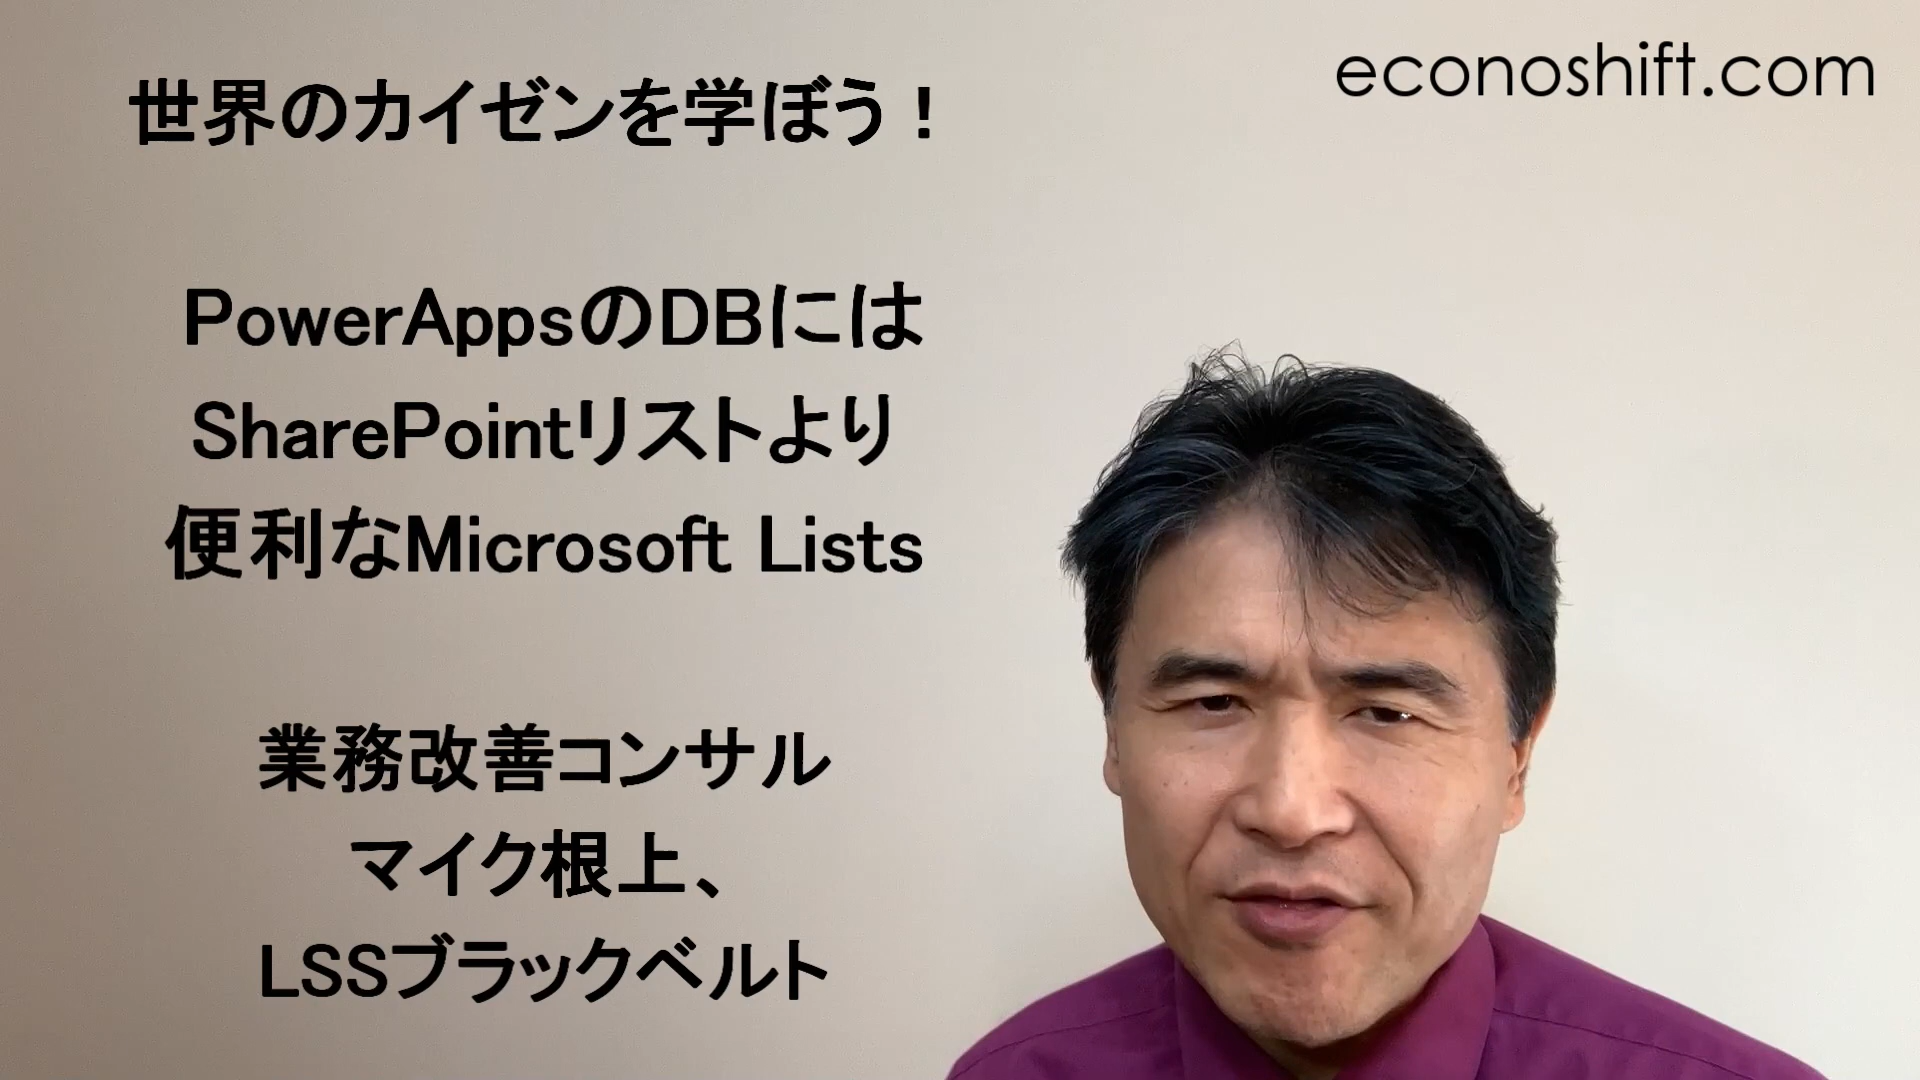 世界のカイゼンを学ぼう！
econoshift.com
PowerAppsのDBには
SharePointリストより
便利なMicrosoft Lists
業務改善コンサル
マイク根上、
LSSブラックベルト